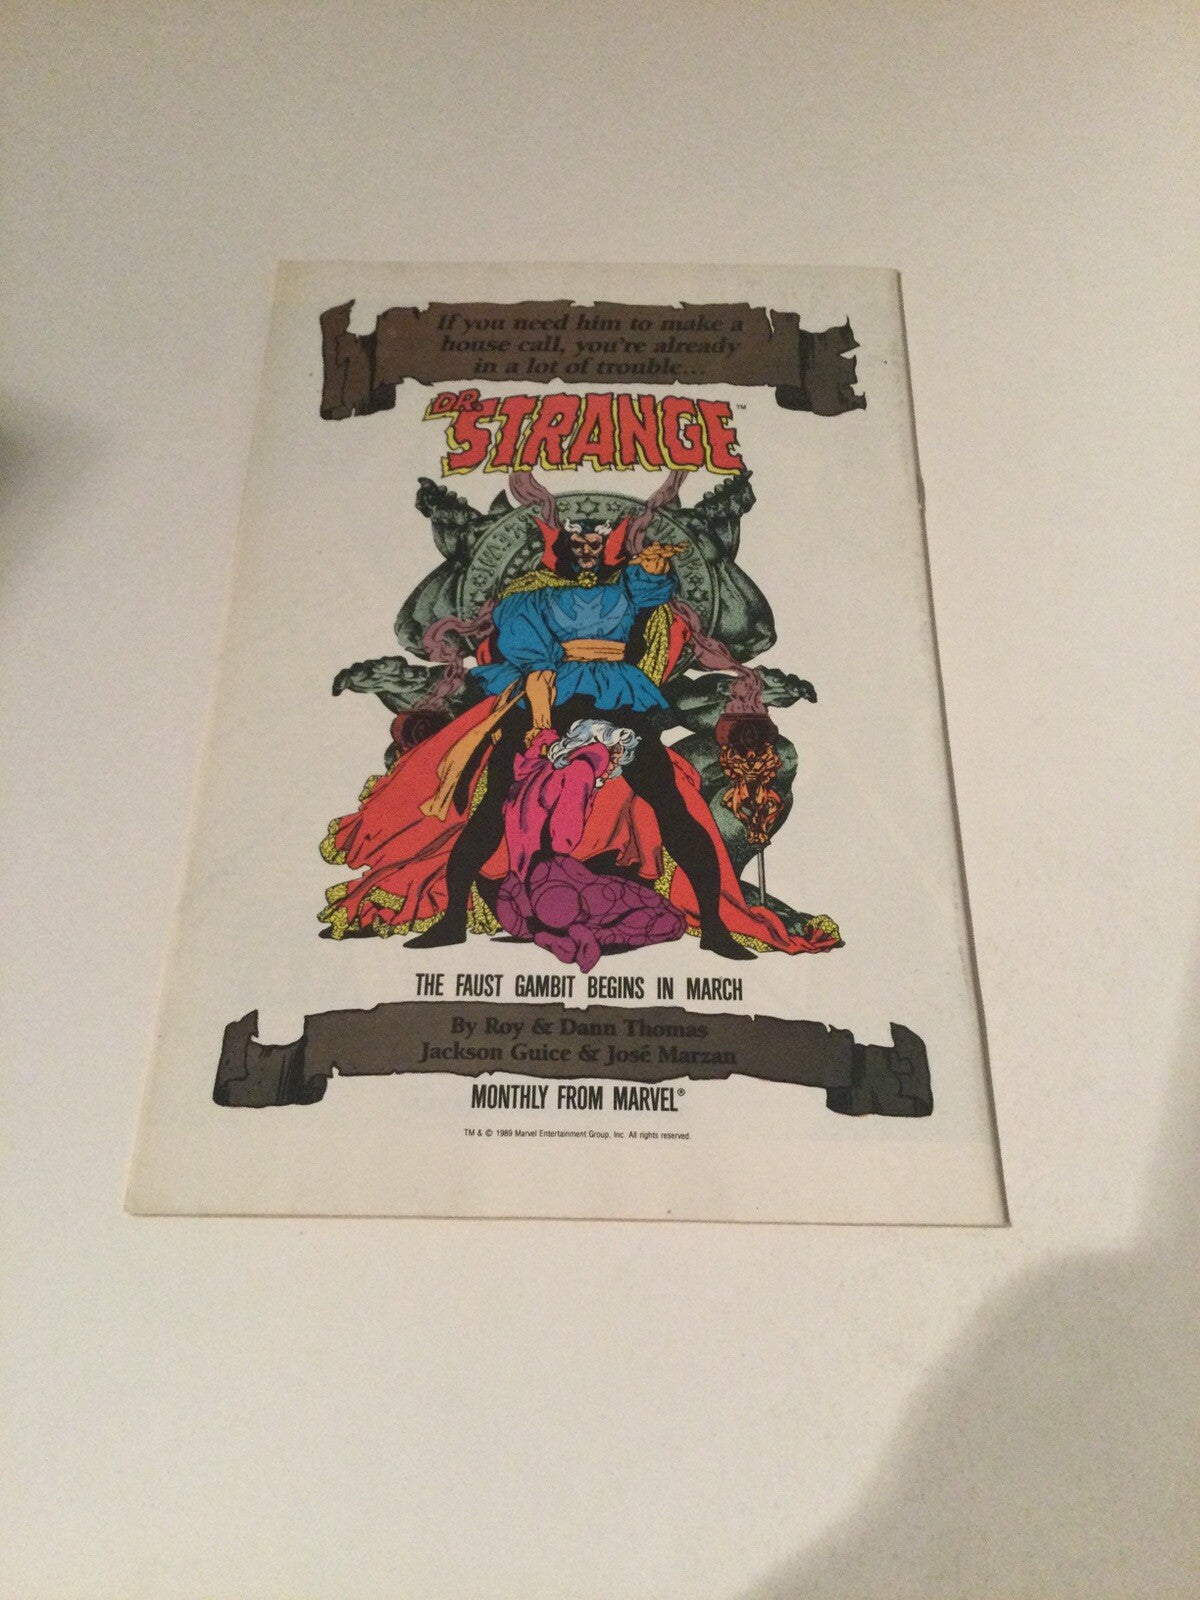 If you need him to make a
house call, you're already
in a lot of trouble...
DR.
STRANGE™
THE FAUST GAMBIT BEGINS IN MARCH
By Roy & Dann Thomas
Jackson Guice & José Marzan
MONTHLY FROM MARVEL®
TM & © 1989 Marvel Entertainment Group, Inc. All rights reserved.